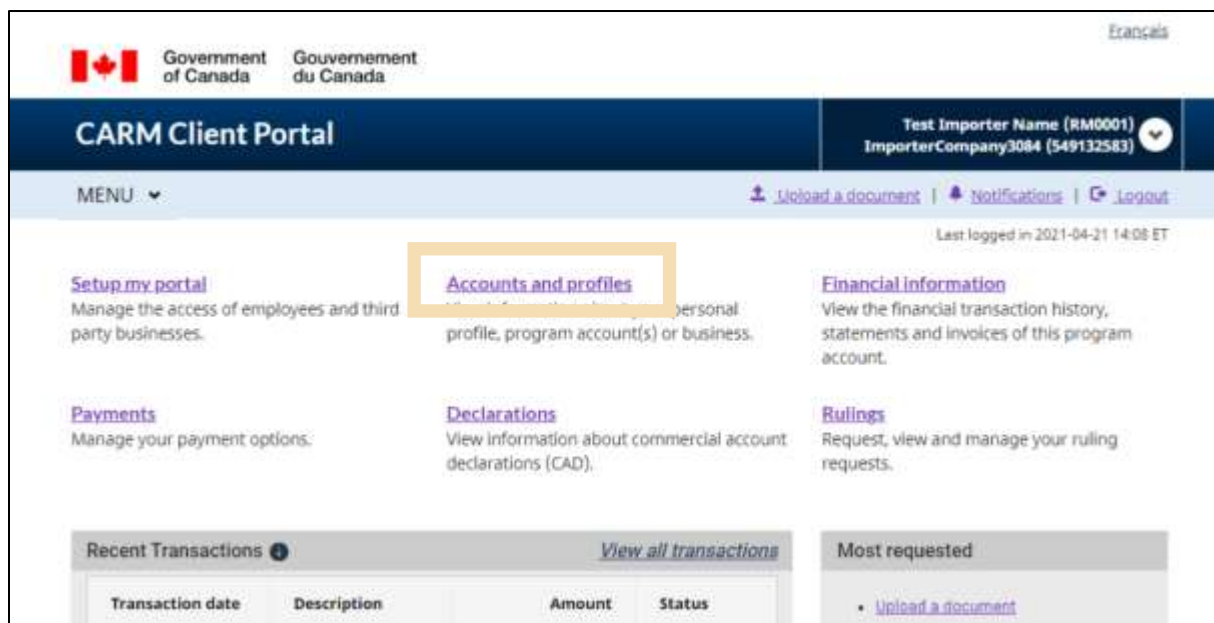 Français
Government of Canada
Gouvernement du Canada
CARM Client Portal
Test Importer Name (RM0001)
ImporterCompany3084 (549132583)
MENU
Upload a document | Notifications | Logout
Last logged in 2021-04-21 14:08 ET
Setup my portal
Manage the access of employees and third
party businesses.
Accounts and profiles
personal
profile, program account(s) or business.
Financial information
View the financial transaction history,
statements and invoices of this program
account.
Payments
Manage your payment options.
Declarations
View information about commercial account
declarations (CAD).
Rulings
Request, view and manage your ruling
requests.
Recent Transactions
View all transactions
Transaction date Description Amount Status
Most requested
Upload a document